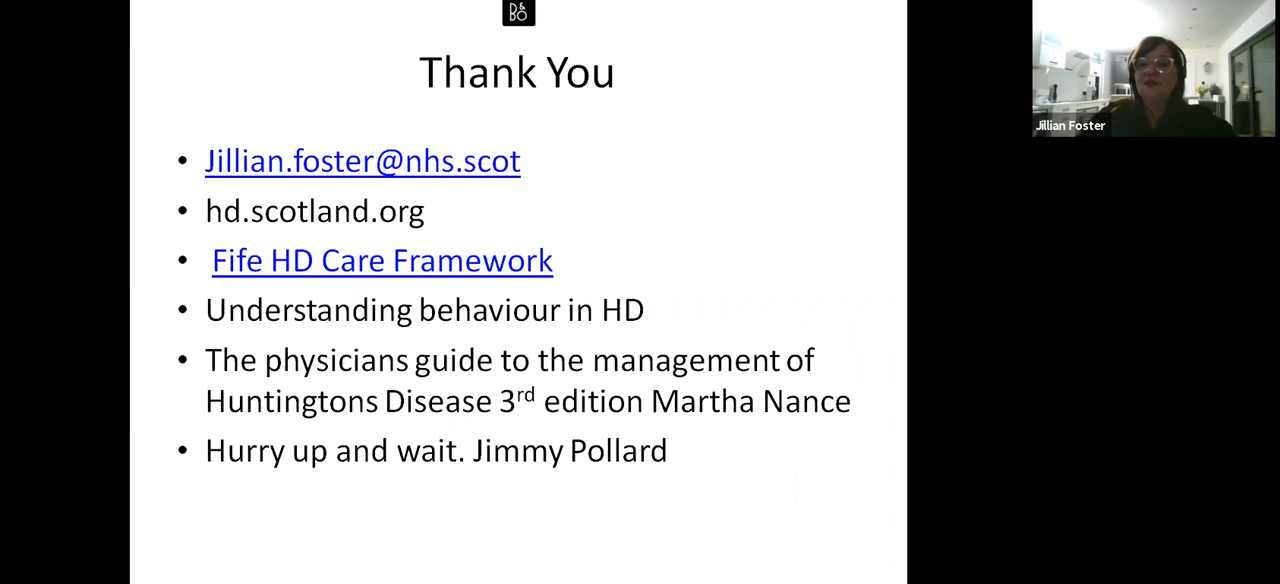 B&O
Thank You
Jillian.foster@nhs.scot
hd.scotland.org
Fife HD Care Framework
Understanding behaviour in HD
The physicians guide to the management of
Huntingtons Disease 3rd edition Martha Nance
Hurry up and wait. Jimmy Pollard
Jillian Foster